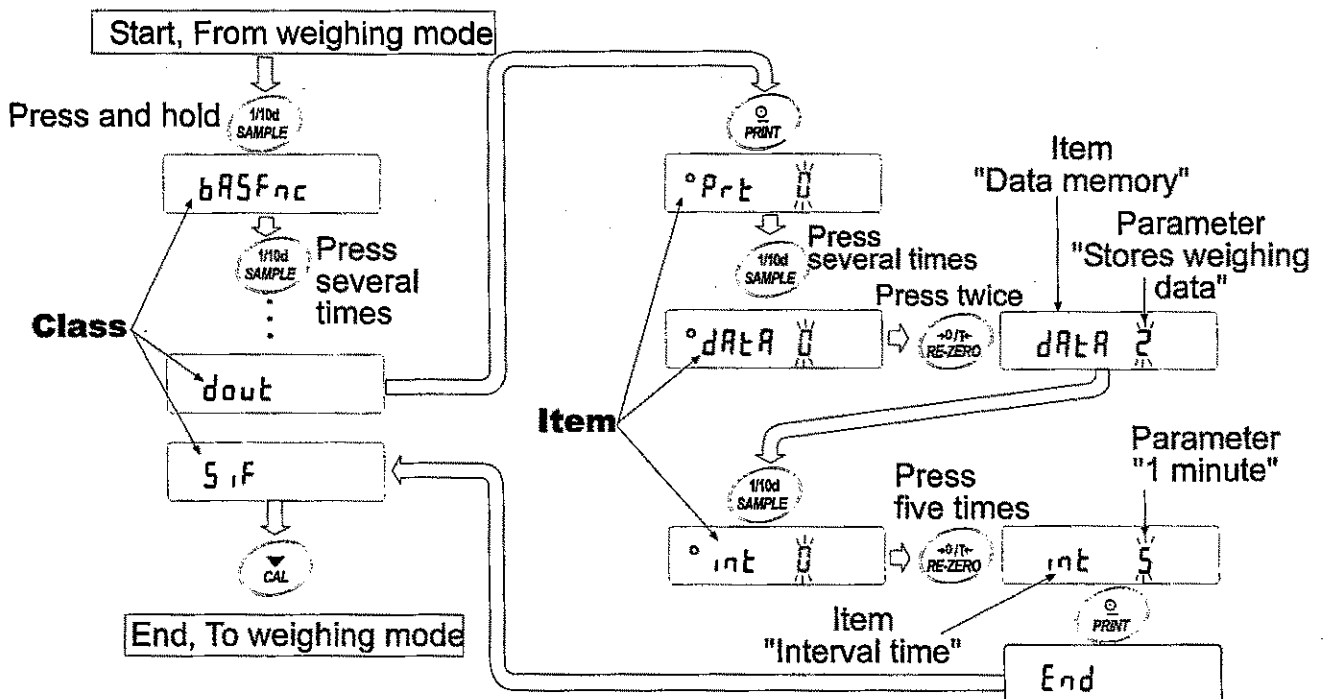 Start, From weighing mode
Press and hold
1/10d
SAMPLE
bASFnc
1/10d
SAMPLE
Press
several
times
Class
dout
S iF
CAL
End, To weighing mode
PRINT
Prt 0
1/10d
SAMPLE
Press
several times
dAtA 0
Press twice
→0/T←
RE-ZERO
Item
"Data memory"
Parameter
"Stores weighing
data"
dAtA 2
Item
1/10d
SAMPLE
int 0
Press
five times
→0/T←
RE-ZERO
Parameter
"1 minute"
int 5
Item
"Interval time"
PRINT
End